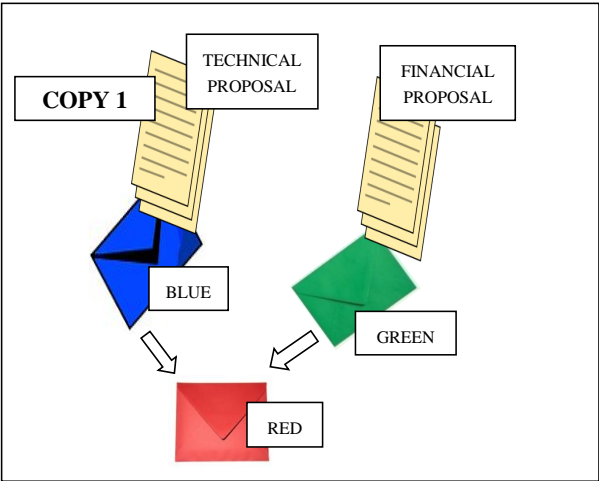 TECHNICAL
PROPOSAL
FINANCIAL
PROPOSAL
COPY 1
BLUE
GREEN
RED